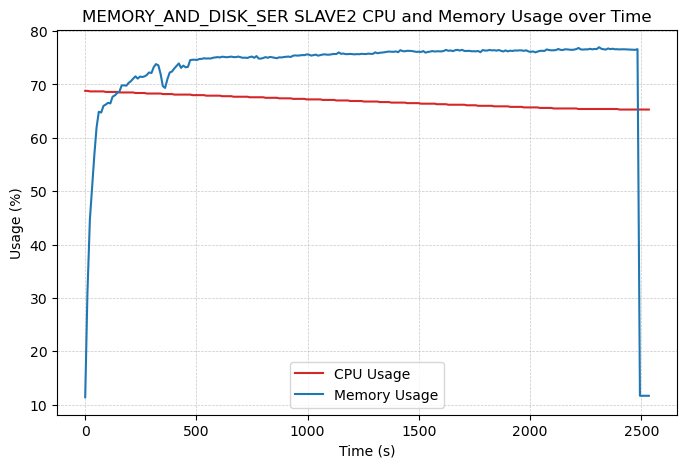 MEMORY_AND_DISK_SER SLAVE2 CPU and Memory Usage over Time
80
70
60
50
40
30
20
10
Usage (%)
CPU Usage
Memory Usage
0 500 1000 1500 2000 2500
Time (s)